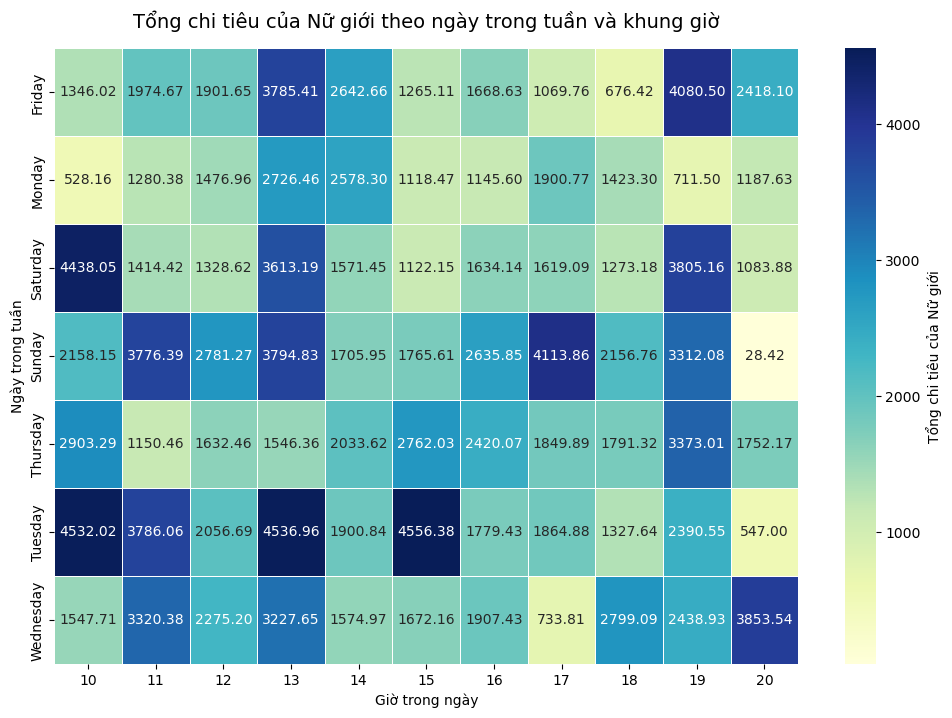 Tổng chi tiêu của Nữ giới theo ngày trong tuần và khung giờ
Friday 1346.02 1974.67 1901.65 3785.41 2642.66 1265.11 1668.63 1069.76 676.42 4080.50 2418.10
Monday 528.16 1280.38 1476.96 2726.46 2578.30 1118.47 1145.60 1900.77 1423.30 711.50 1187.63
Saturday 4438.05 1414.42 1328.62 3613.19 1571.45 1122.15 1634.14 1619.09 1273.18 3805.16 1083.88
Sunday 2158.15 3776.39 2781.27 3794.83 1705.95 1765.61 2635.85 4113.86 2156.76 3312.08 28.42
Thursday 2903.29 1150.46 1632.46 1546.36 2033.62 2762.03 2420.07 1849.89 1791.32 3373.01 1752.17
Tuesday 4532.02 3786.06 2056.69 4536.96 1900.84 4556.38 1779.43 1864.88 1327.64 2390.55 547.00
Wednesday 1547.71 3320.38 2275.20 3227.65 1574.97 1672.16 1907.43 733.81 2799.09 2438.93 3853.54
10 11 12 13 14 15 16 17 18 19 20
Giờ trong ngày
Ngày trong tuần
4000
3000
2000
1000
Tổng chi tiêu của Nữ giới